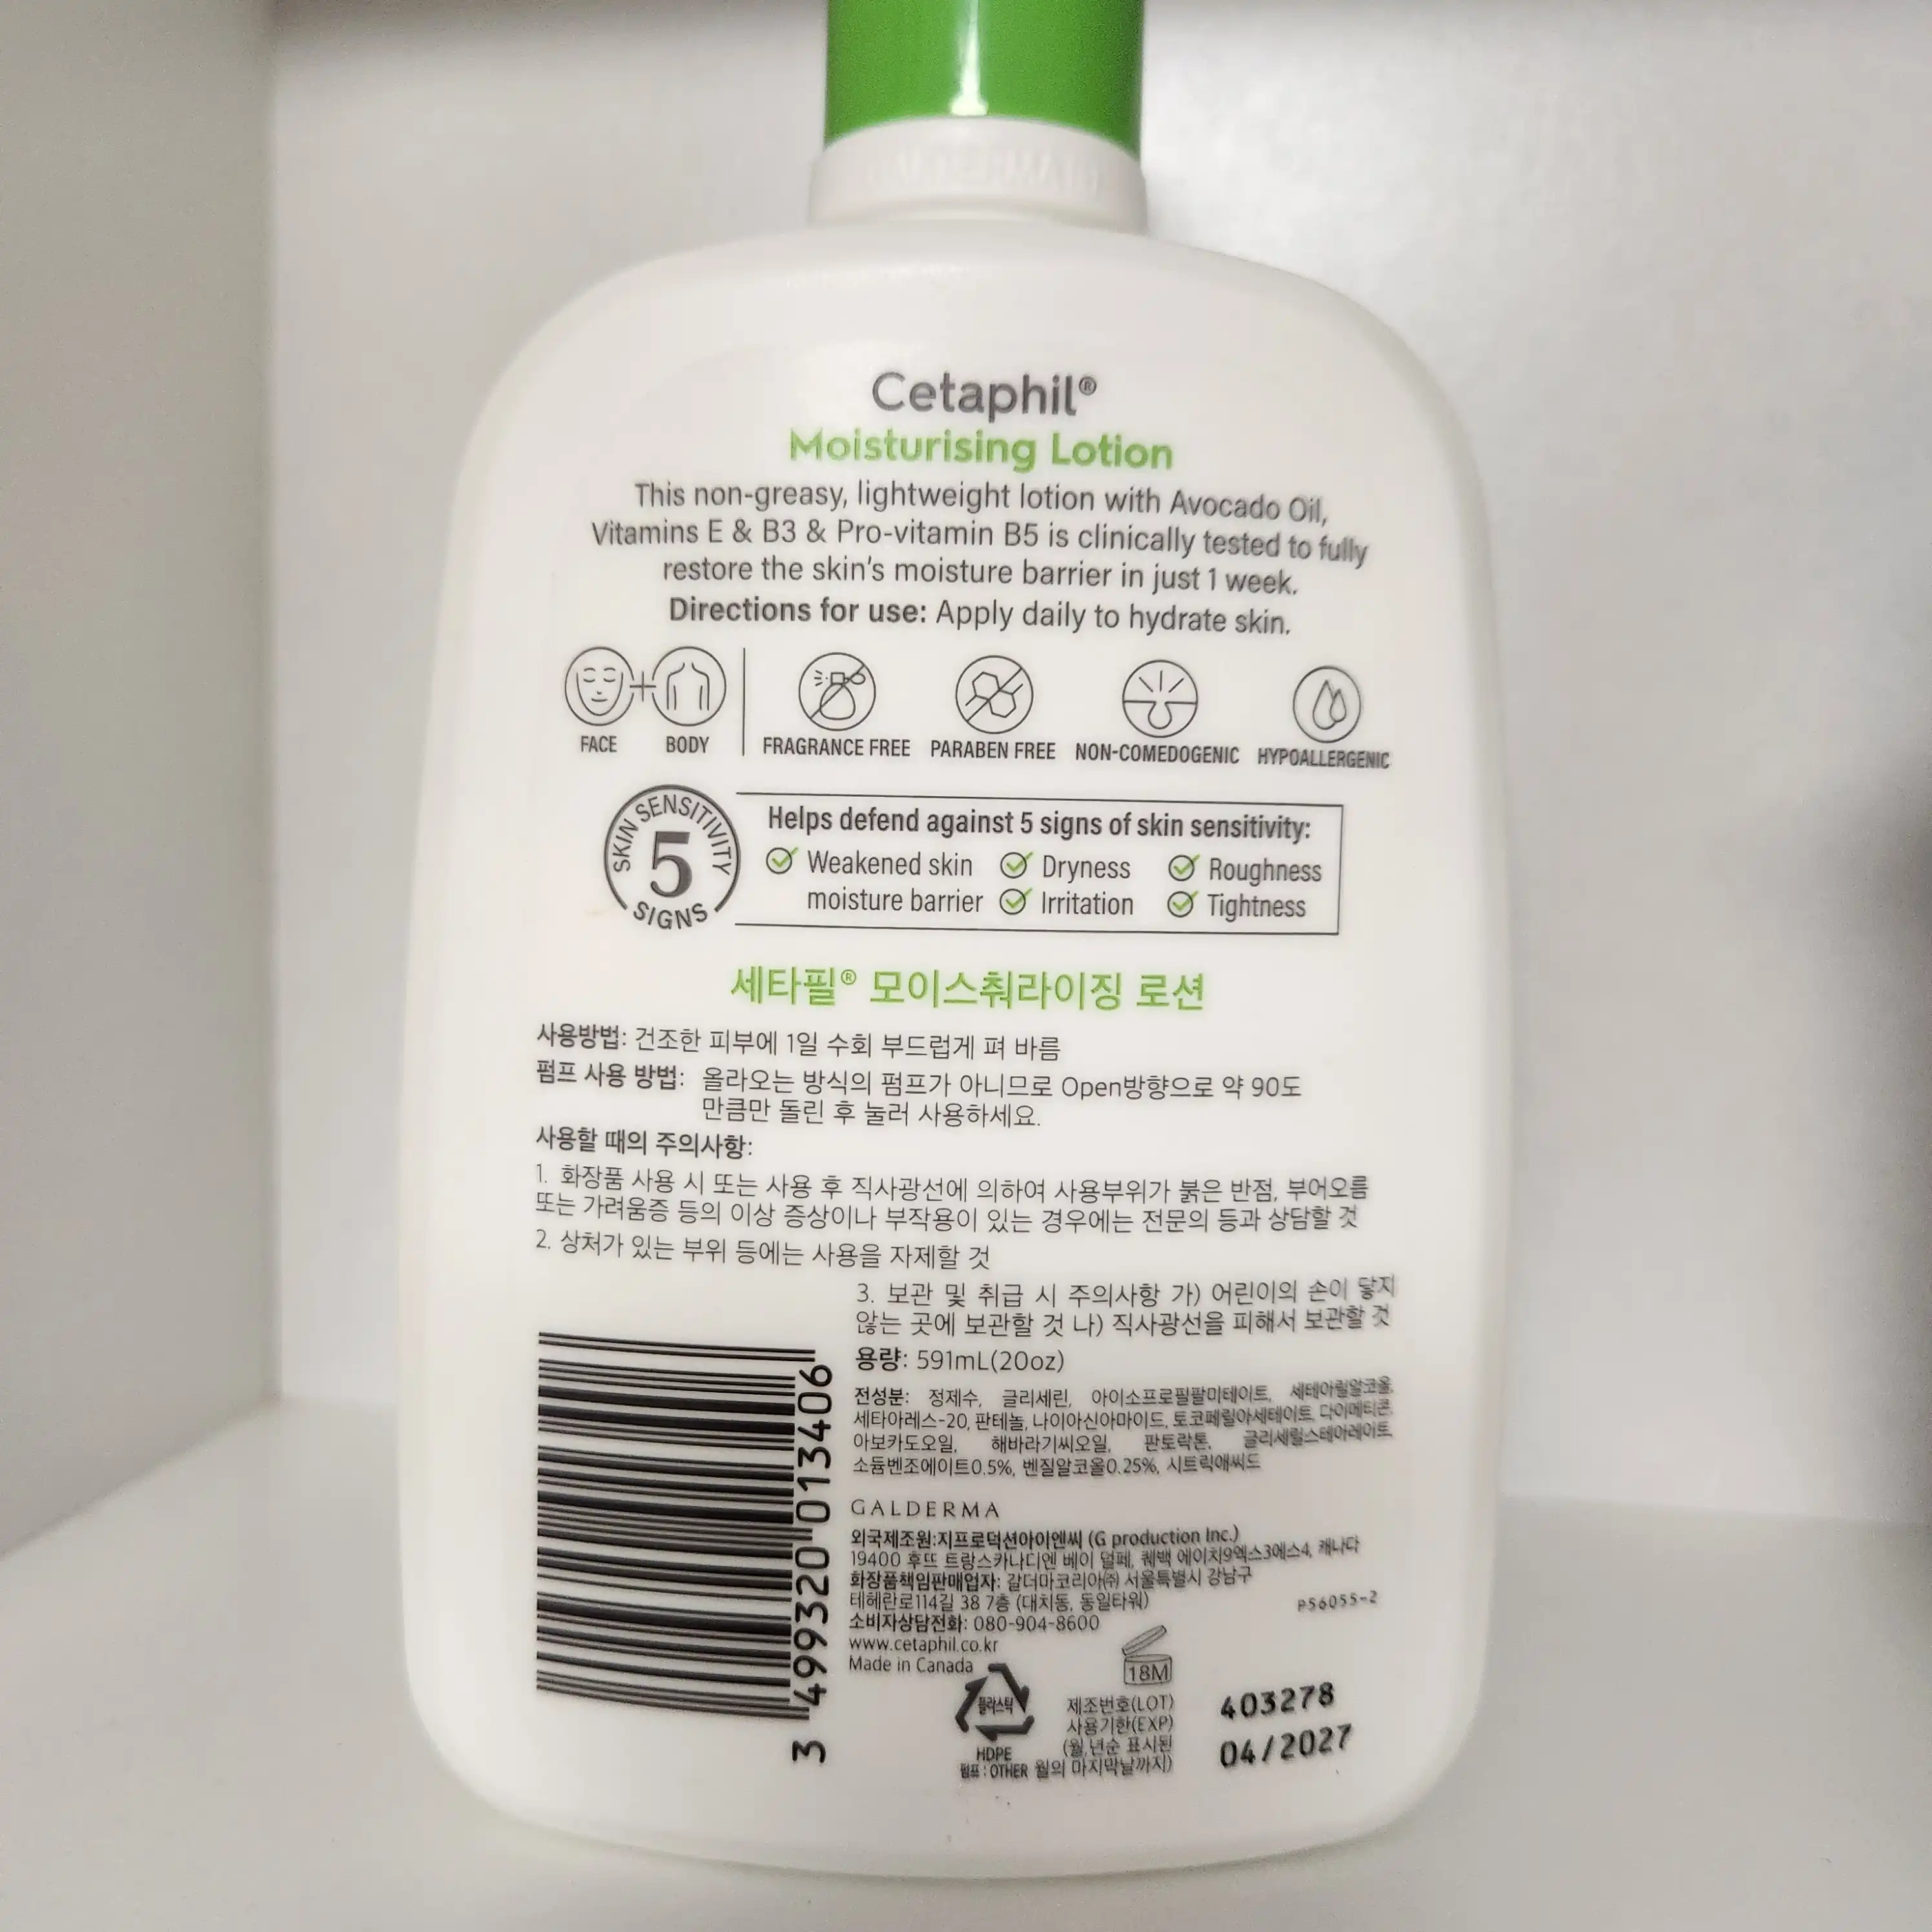 Cetaphil®
Moisturising Lotion
This non-greasy, lightweight lotion with Avocado Oil,
Vitamins E & B3 & Pro-vitamin B5 is clinically tested to fully
restore the skin's moisture barrier in just 1 week.
Directions for use: Apply daily to hydrate skin.
FACE BODY FRAGRANCE FREE PARABEN FREE NON-COMEDOGENIC HYPOALLERGENIC
SKIN SENSITIVITY
5
SIGNS
Helps defend against 5 signs of skin sensitivity:
Weakened skin Dryness Roughness
moisture barrier Irritation Tightness
세타필® 모이스춰라이징 로션
사용방법: 건조한 피부에 1일 수회 부드럽게 펴 바름
펌프 사용 방법: 올라오는 방식의 펌프가 아니므로 Open방향으로 약 90도
만큼만 돌린 후 눌러 사용하세요.
사용할 때의 주의사항:
1. 화장품 사용 시 또는 사용 후 직사광선에 의하여 사용부위가 붉은 반점, 부어오름
또는 가려움증 등의 이상 증상이나 부작용이 있는 경우에는 전문의 등과 상담할 것
2. 상처가 있는 부위 등에는 사용을 자제할 것
3. 보관 및 취급 시 주의사항 가) 어린이의 손이 닿지
않는 곳에 보관할 것 나) 직사광선을 피해서 보관할 것
용량: 591mL(20oz)
전성분: 정제수, 글리세린, 아이소프로필팔미테이트, 세테아릴알코올,
세타아레스-20, 판테놀, 나이아신아마이드, 토코페릴아세테이트, 다이메티콘,
아보카도오일, 해바라기씨오일, 판토락톤, 글리세릴스테아레이트,
소듐벤조에이트0.5%, 벤질알코올0.25%, 시트릭애씨드
GALDERMA
외국제조원:지프로덕션아이엔씨 (G production Inc.)
19400 후뜨 트랑스카나디엔 베이 덜페, 퀘백 에이치9엑스3에스4, 캐나다
화장품책임판매업자: 갈더마코리아㈜ 서울특별시 강남구
테헤란로114길 38 7층 (대치동, 동일타워)
P56055-2
소비자상담전화: 080-904-8600
www.cetaphil.co.kr
Made in Canada
18M
플라스틱
HDPE
펌프 : OTHER
제조번호(LOT) 403278
사용기한(EXP) 04/2027
(월,년순 표시된
월의 마지막날까지)
3 499320 013406